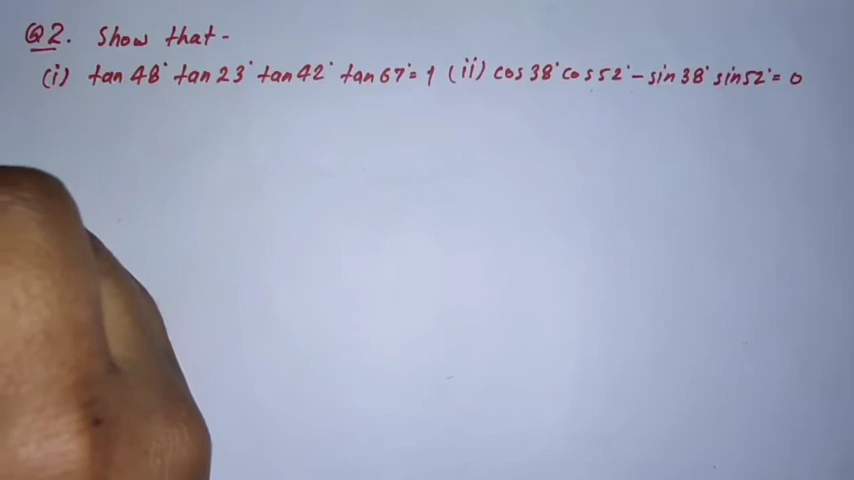 Q2. Show that -
(i) tan 48° tan 23° tan 42° tan 67° = 1 (ii) cos 38° cos 52° - sin 38° sin 52° = 0